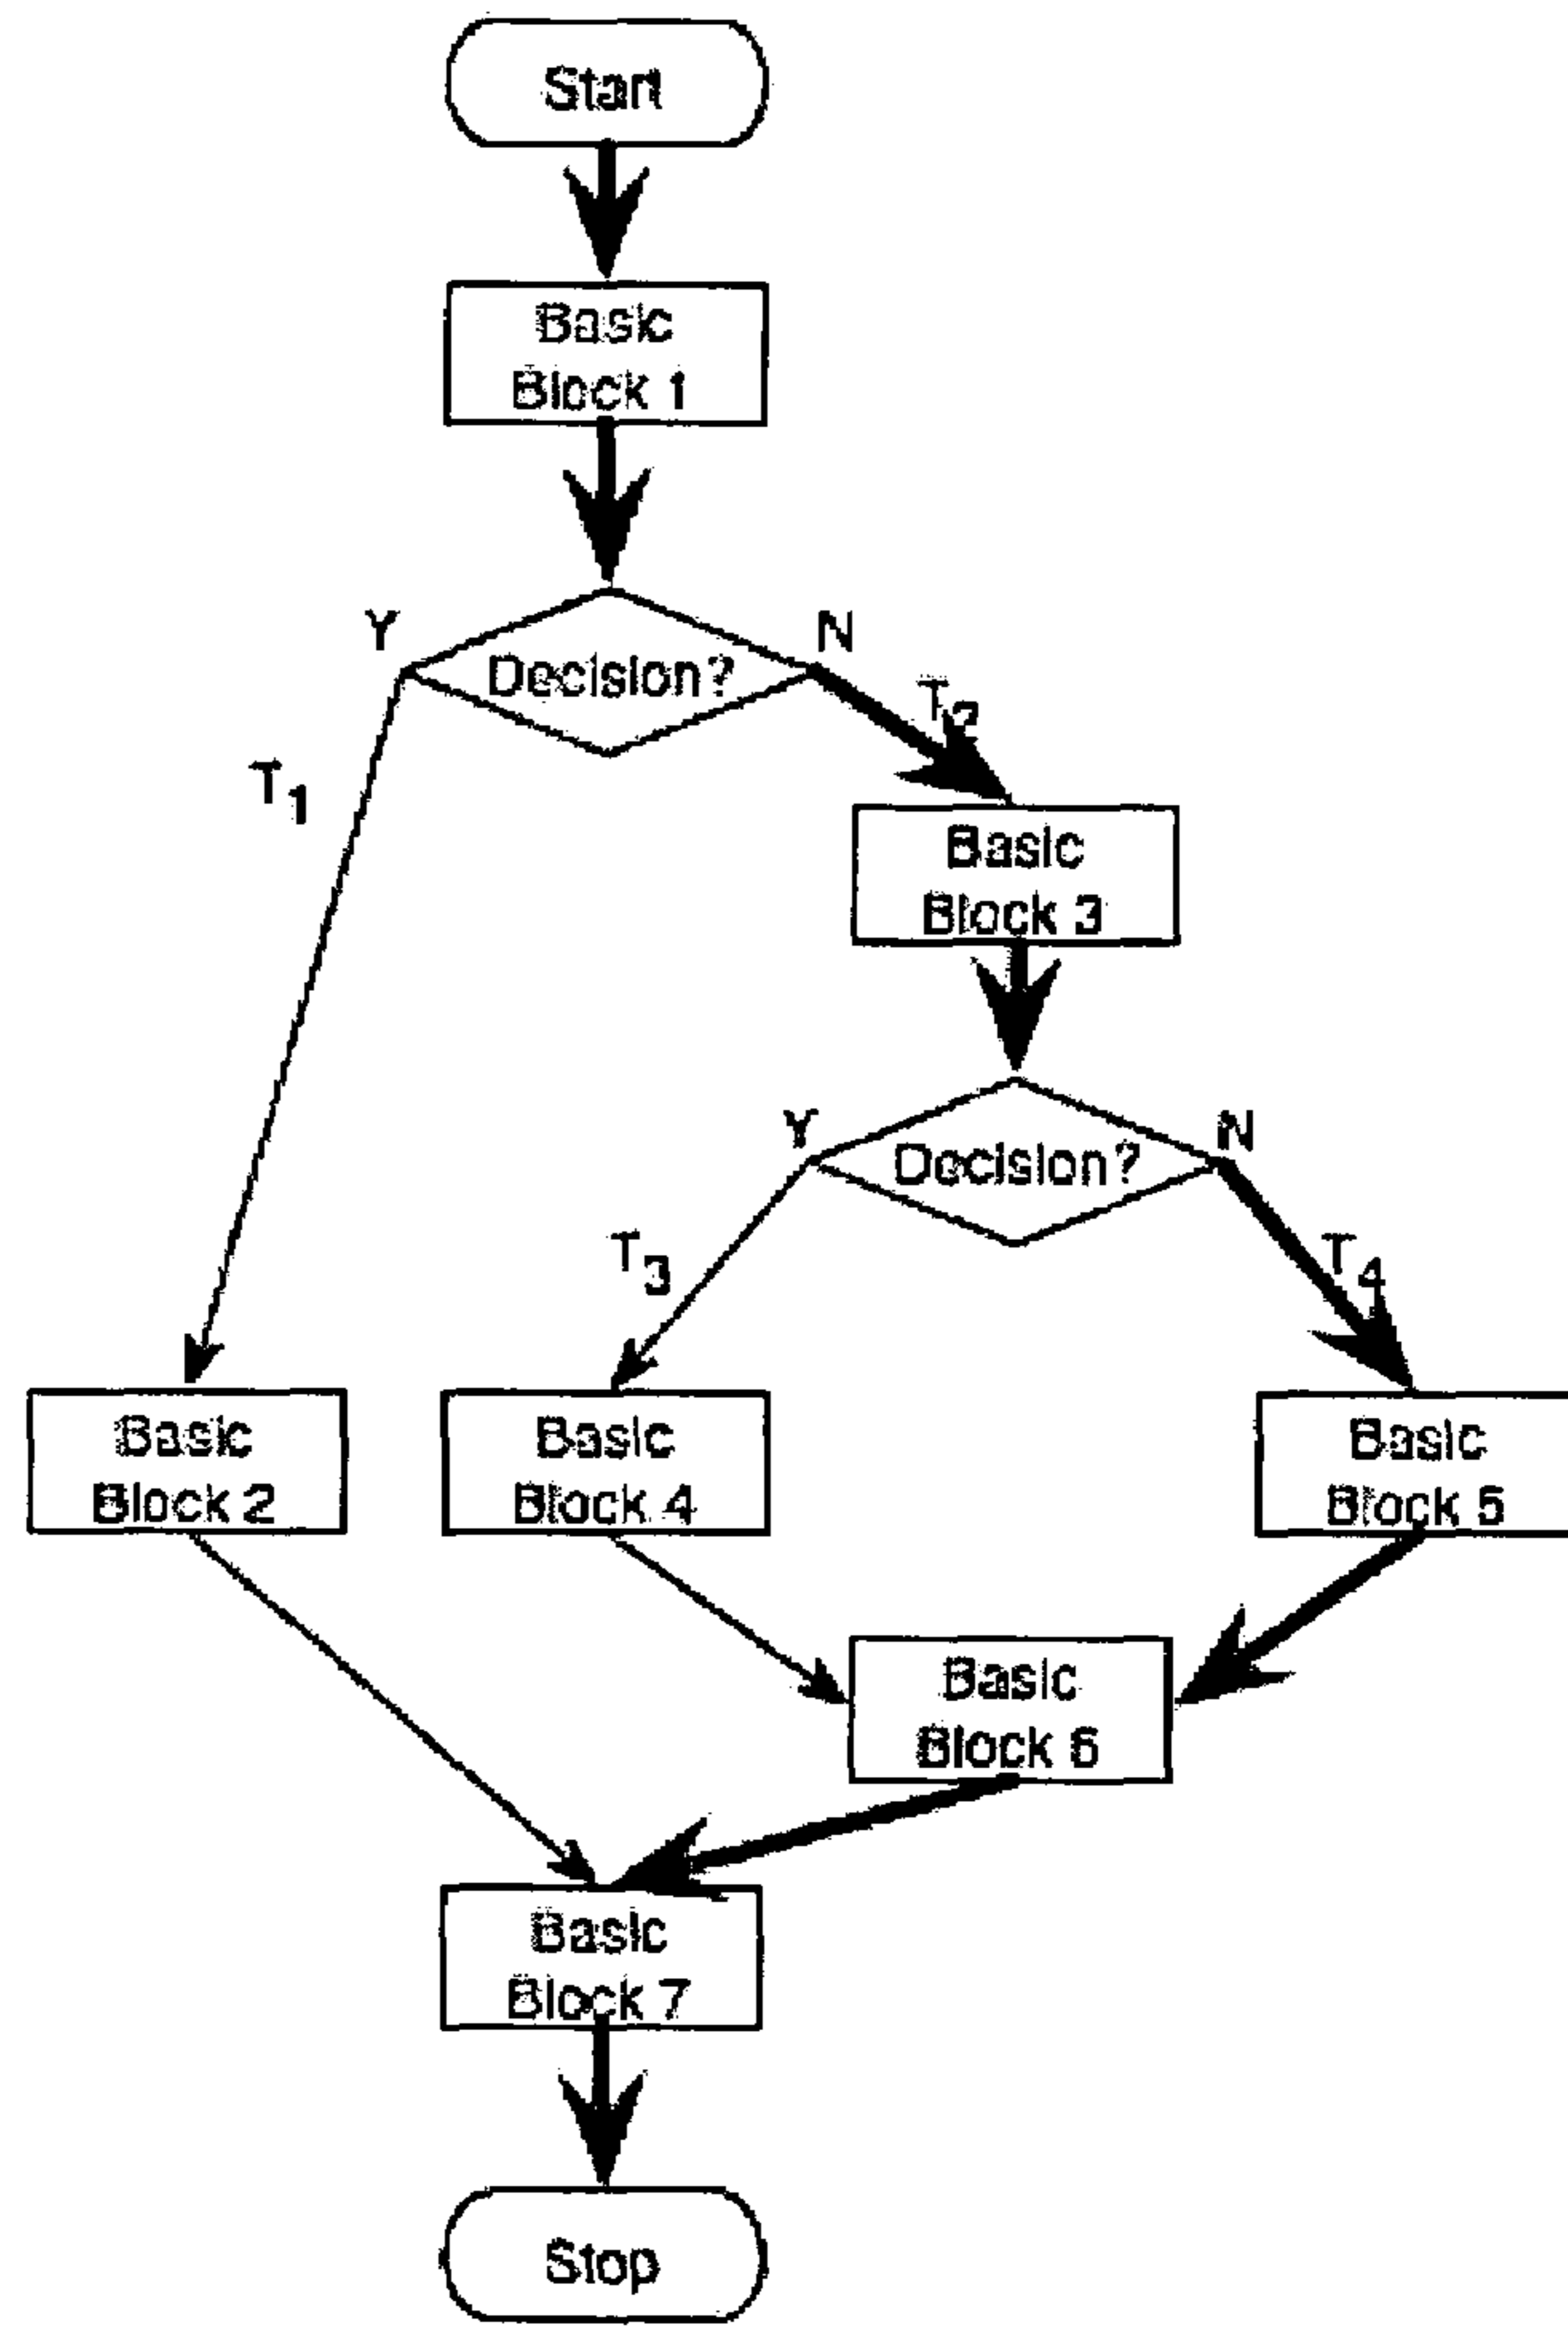 Start
Basic
Block 1
Y
N
Decision?
T2
T1
Basic
Block 3
Y
N
Decision?
T3
T4
Basic
Block 2
Basic
Block 4
Basic
Block 5
Basic
Block 6
Basic
Block 7
Stop